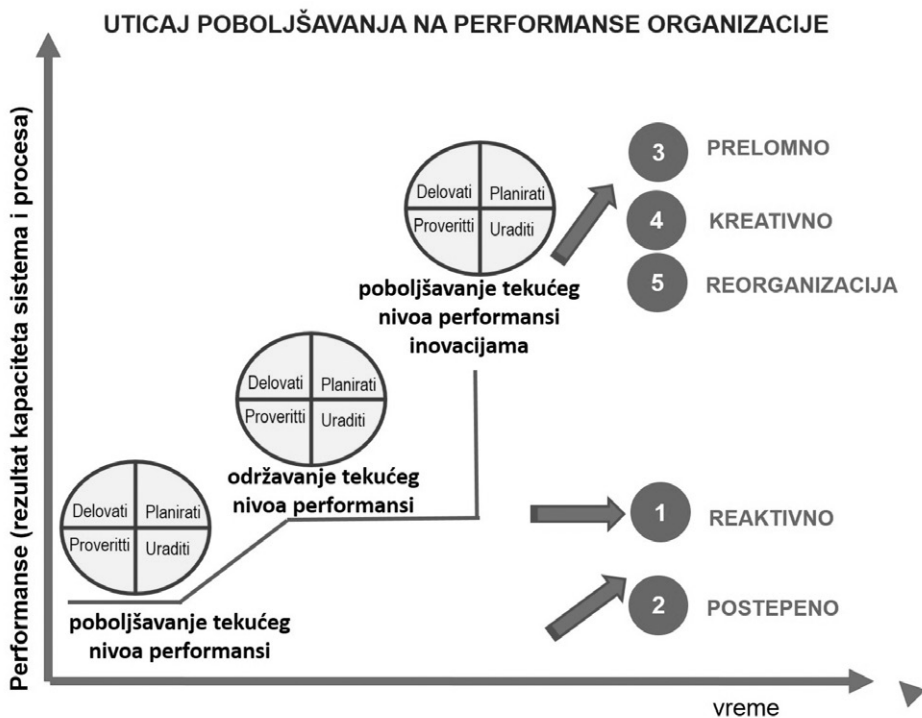 UTICAJ POBOLJŠAVANJA NA PERFORMANSE ORGANIZACIJE
Performanse (rezultat kapaciteta sistema i procesa)
3 PRELOMNO
Delovati Planirati
Proveritti Uraditi
4 KREATIVNO
5 REORGANIZACIJA
poboljšavanje tekućeg
nivoa performansi
inovacijama
Delovati Planirati
Proveritti Uraditi
održavanje tekućeg
nivoa performansi
Delovati Planirati
Proveritti Uraditi
1 REAKTIVNO
2 POSTEPENO
poboljšavanje tekućeg
nivoa performansi
vreme